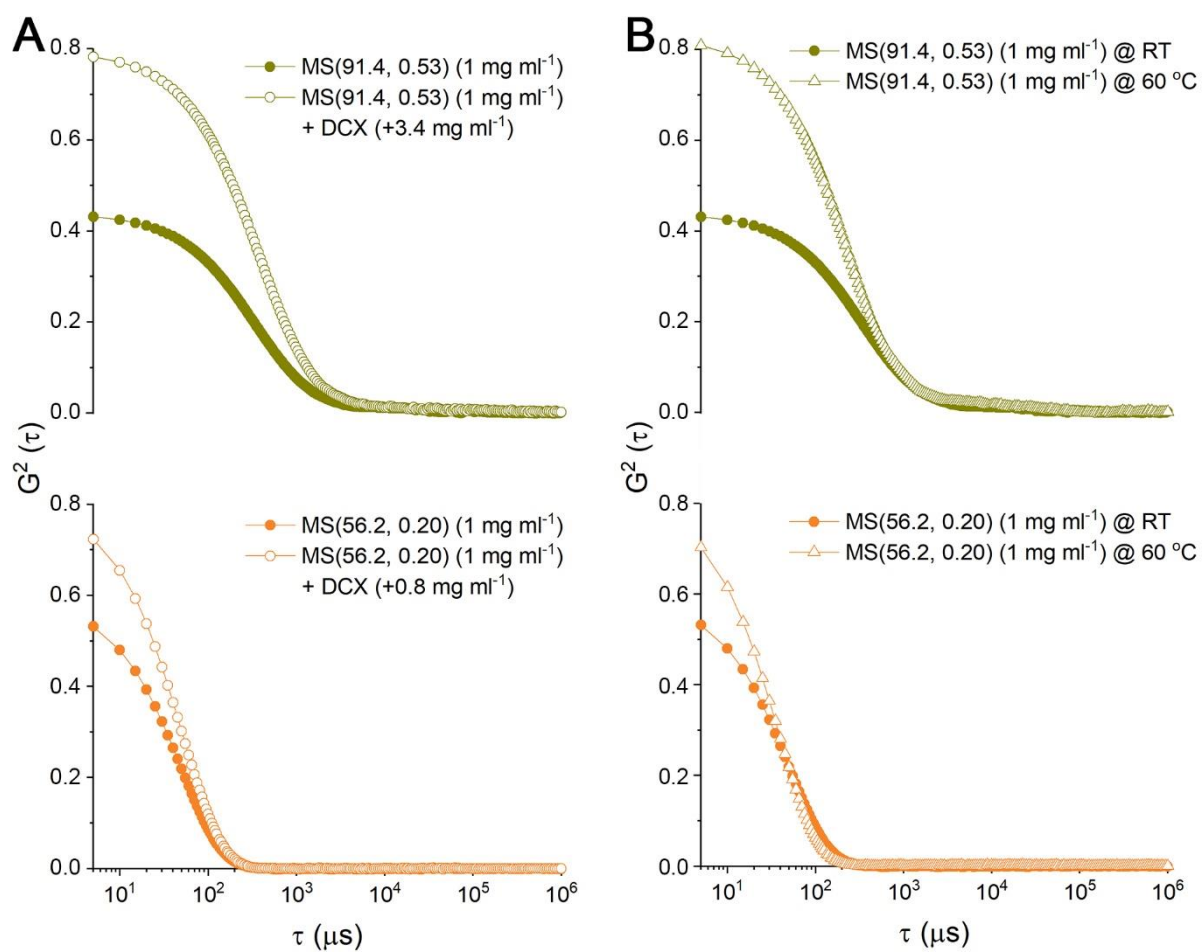 A
0.8
0.6
0.4
0.2
0.0
MS(91.4, 0.53) (1 mg ml⁻¹)
MS(91.4, 0.53) (1 mg ml⁻¹)
+ DCX (+3.4 mg ml⁻¹)
B
0.8
0.6
0.4
0.2
0.0
MS(91.4, 0.53) (1 mg ml⁻¹) @ RT
MS(91.4, 0.53) (1 mg ml⁻¹) @ 60 °C
G² (τ)
0.8
0.6
0.4
0.2
0.0
MS(56.2, 0.20) (1 mg ml⁻¹)
MS(56.2, 0.20) (1 mg ml⁻¹)
+ DCX (+0.8 mg ml⁻¹)
10¹ 10² 10³ 10⁴ 10⁵ 10⁶
τ (μs)
G² (τ)
0.8
0.6
0.4
0.2
0.0
MS(56.2, 0.20) (1 mg ml⁻¹) @ RT
MS(56.2, 0.20) (1 mg ml⁻¹) @ 60 °C
10¹ 10² 10³ 10⁴ 10⁵ 10⁶
τ (μs)